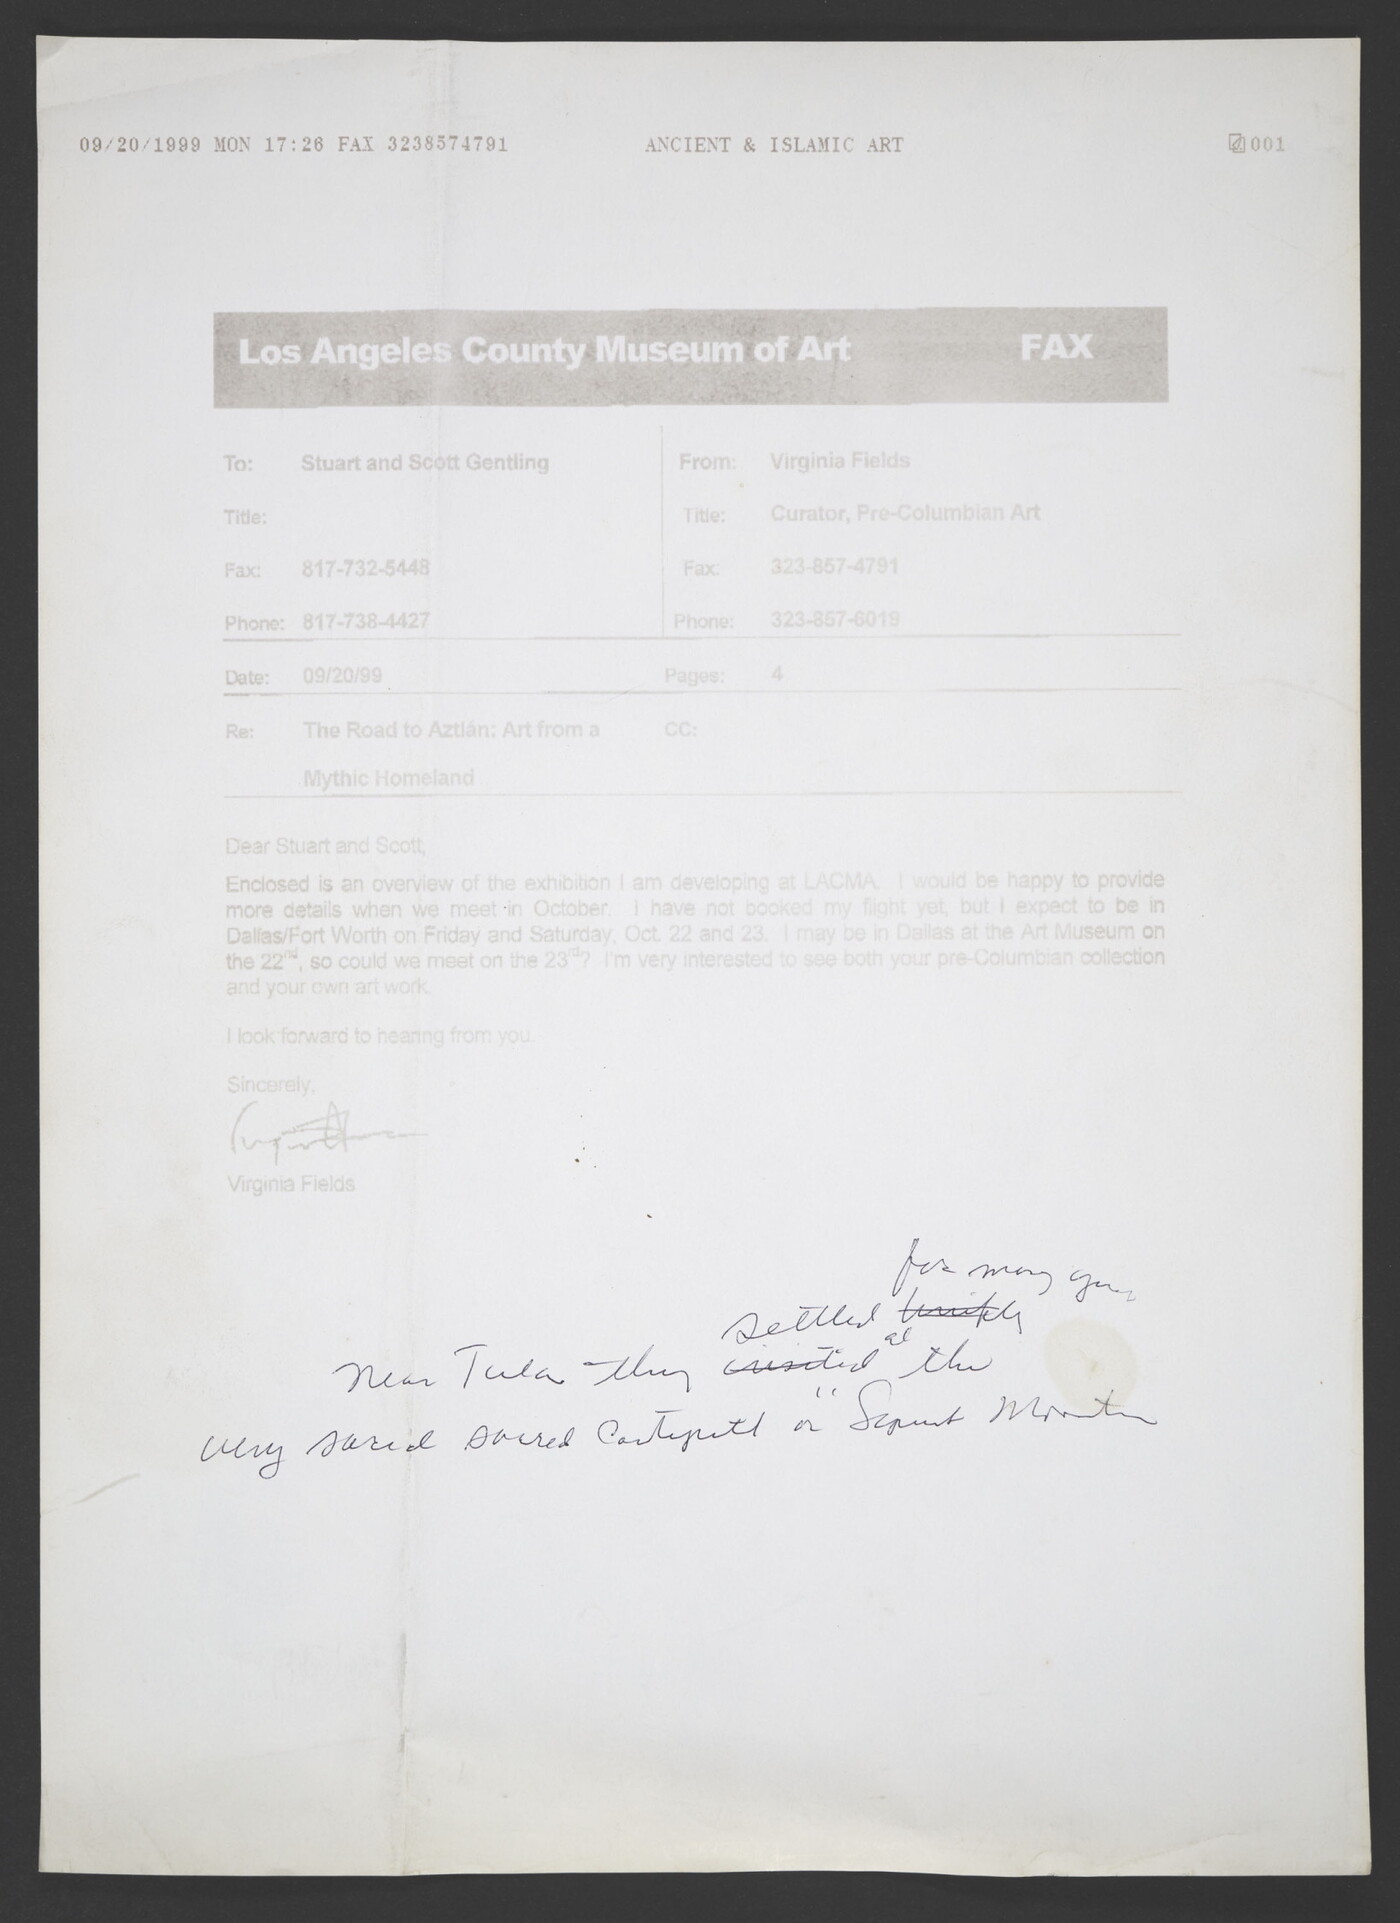 09/20/1999 MON 17:26 FAX 3238574791 ANCIENT & ISLAMIC ART 001
Los Angeles County Museum of Art FAX
To: Stuart and Scott Gentling From: Virginia Fields
Title: Title: Curator, Pre-Columbian Art
Fax: 817-732-5448 Fax: 323-857-4791
Phone: 817-738-4427 Phone: 323-857-6019
Date: 09/20/99 Pages: 4
Re: The Road to Aztlán: Art from a CC:
Mythic Homeland
Dear Stuart and Scott,
Enclosed is an overview of the exhibition I am developing at LACMA. I would be happy to provide
more details when we meet in October. I have not booked my flight yet, but I expect to be in
Dallas/Fort Worth on Friday and Saturday, Oct. 22 and 23. I may be in Dallas at the Art Museum on
the 22nd, so could we meet on the 23rd? I'm very interested to see both your pre-Columbian collection
and your own art work.
I look forward to hearing from you.
Sincerely,
Virginia Fields
for many years
settled
Near Tula they visited at the
very sacred sacred or "Serpent Mountain